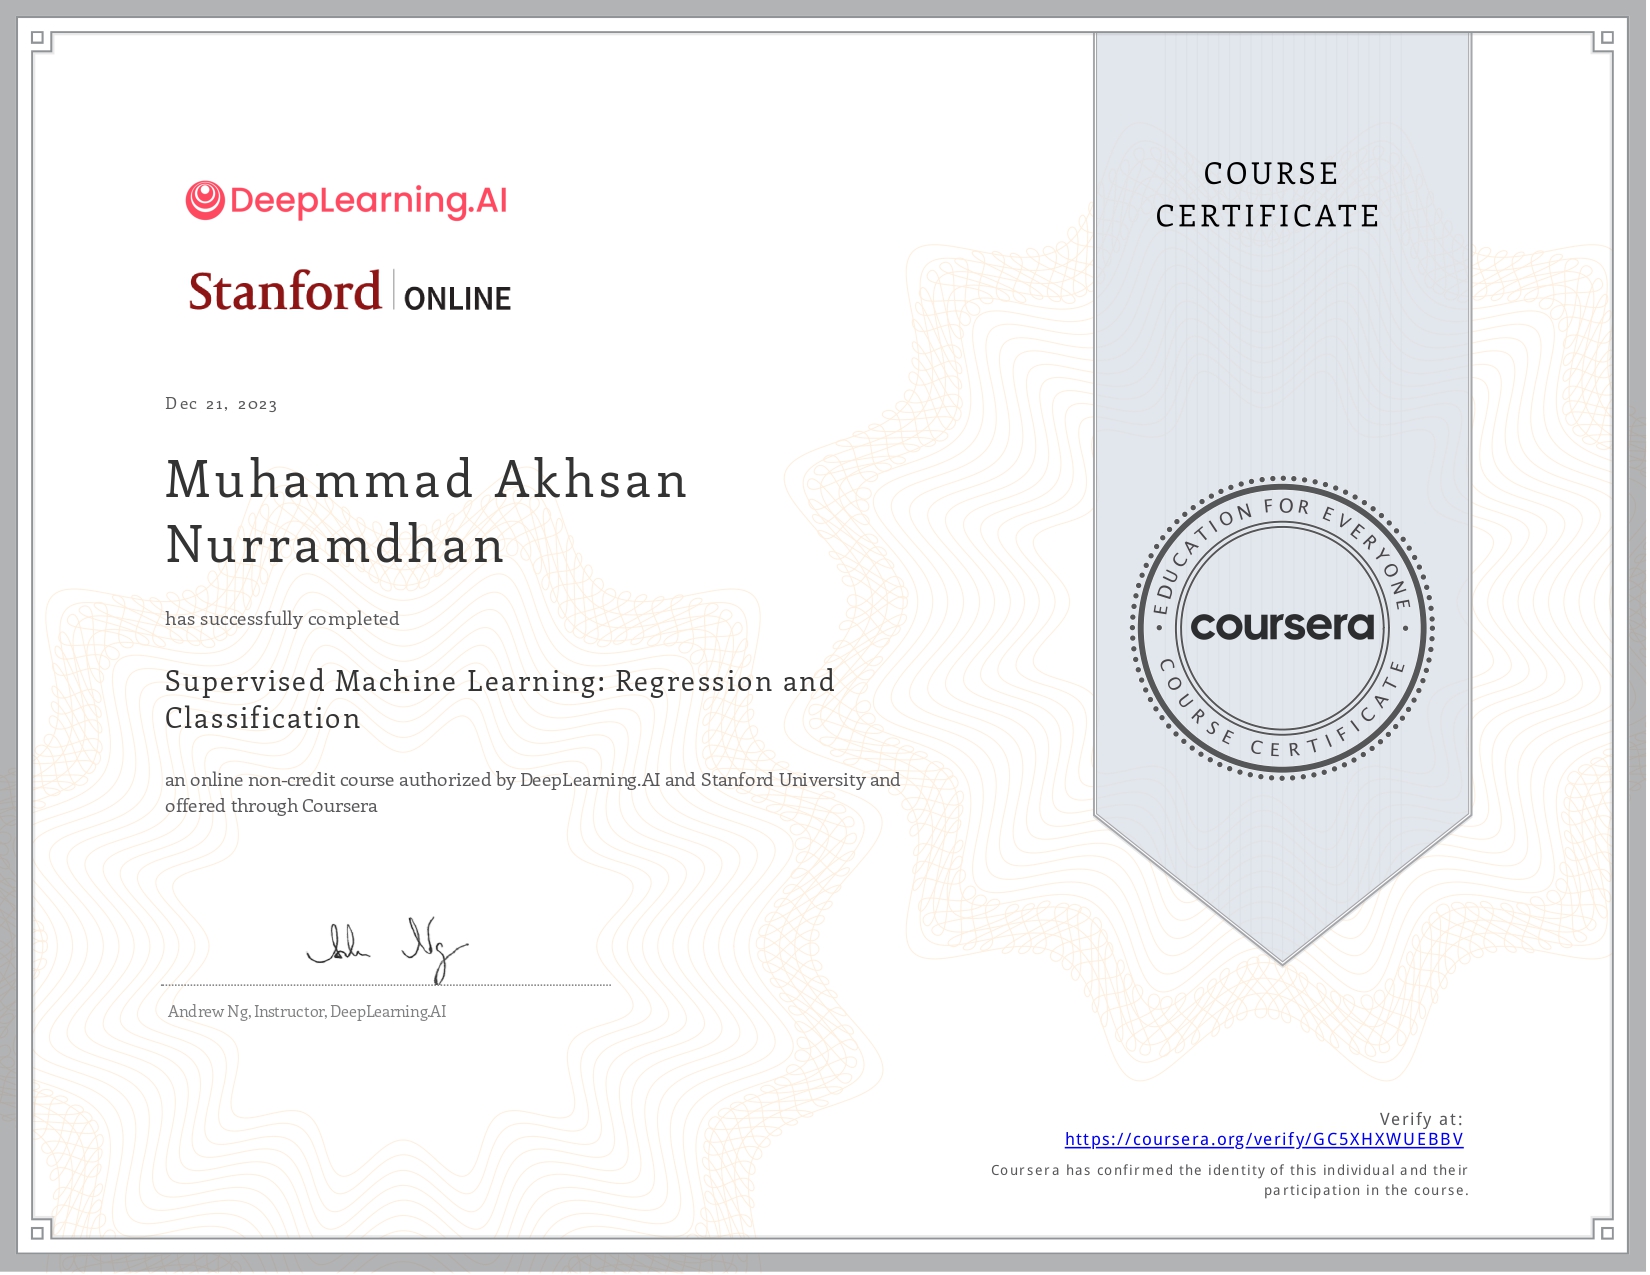 DeepLearning.AI
Stanford ONLINE
Dec 21, 2023
Muhammad Akhsan
Nurramdhan
has successfully completed
Supervised Machine Learning: Regression and
Classification
an online non-credit course authorized by DeepLearning.AI and Stanford University and
offered through Coursera
Andrew Ng, Instructor, DeepLearning.AI
COURSE
CERTIFICATE
EDUCATION FOR EVERYONE
coursera
COURSE CERTIFICATE
Verify at:
https://coursera.org/verify/GC5XHXWUEBBV
Coursera has confirmed the identity of this individual and their
participation in the course.